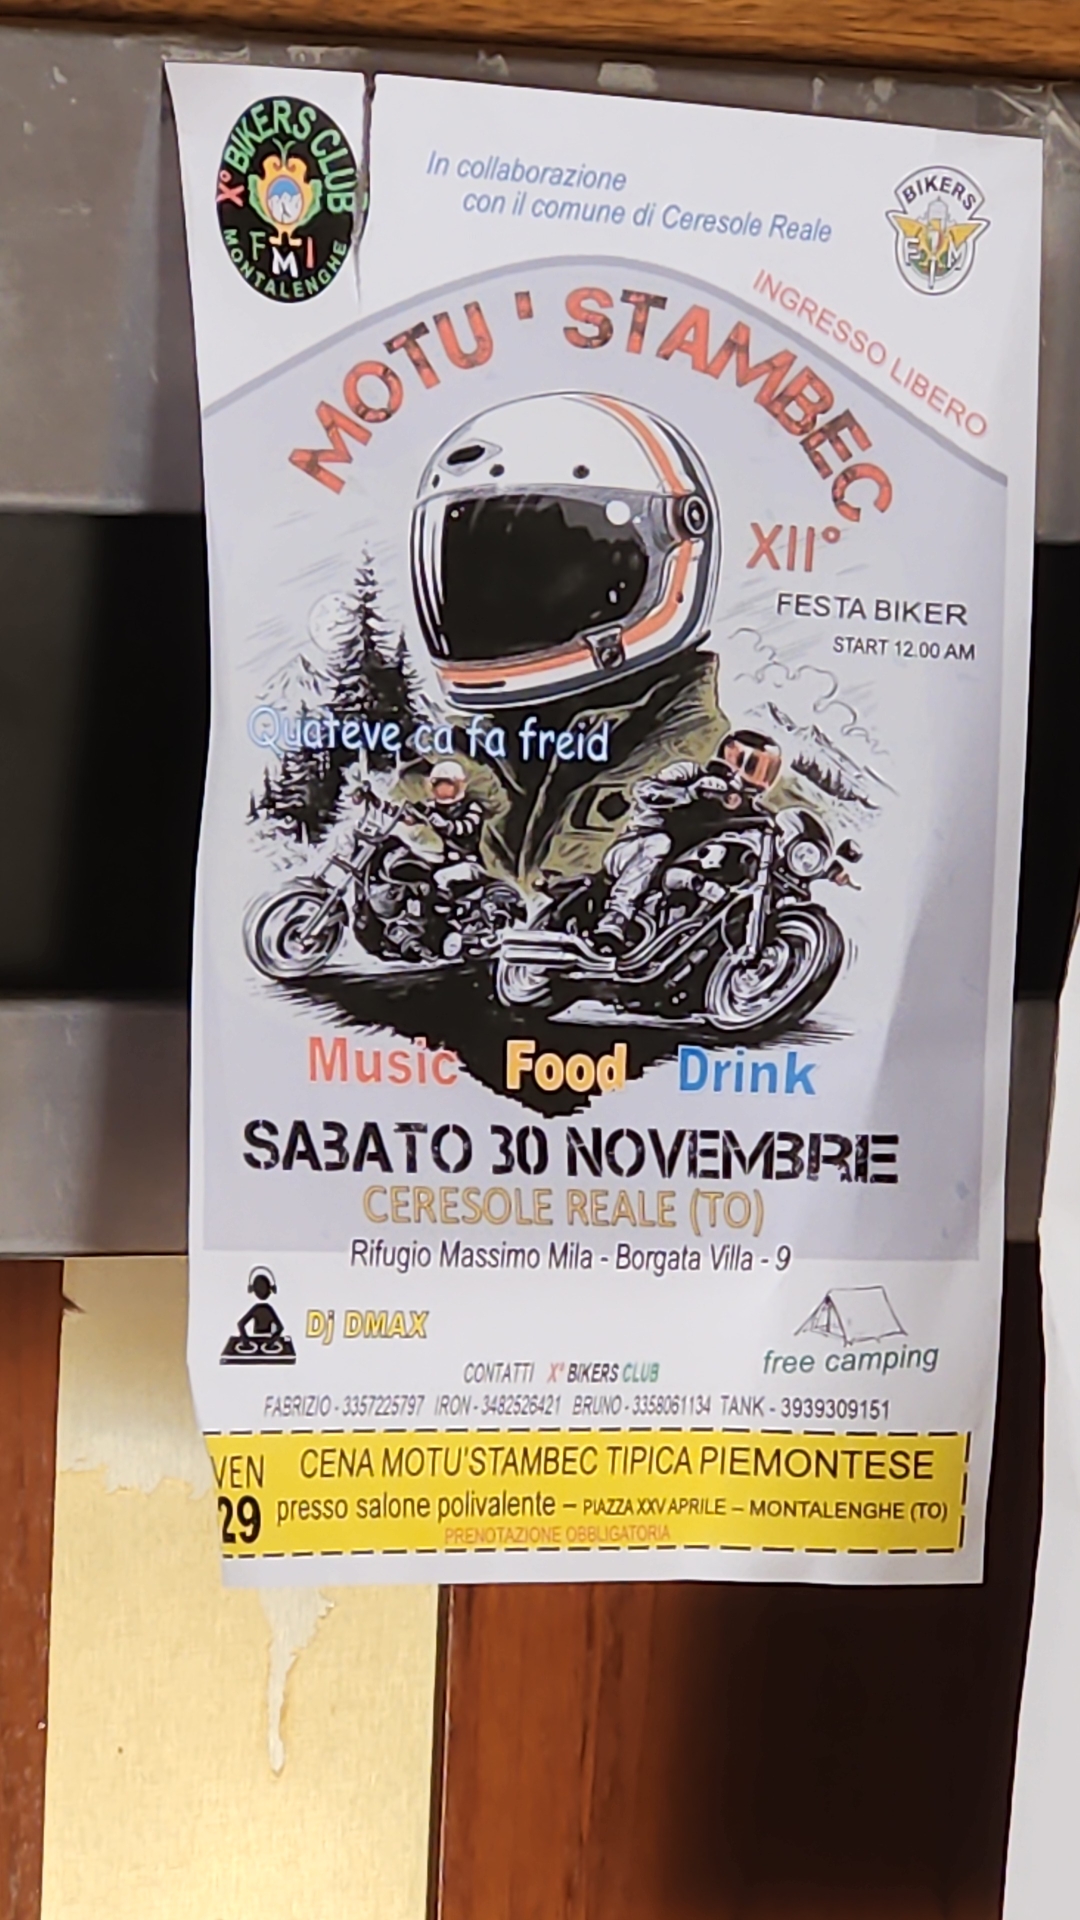 X° BIKERS CLUB
FMI
MONTALENGHE
In collaborazione
con il comune di Ceresole Reale
BIKERS
FM
INGRESSO LIBERO
MOTU ' STAMBEC
XII°
FESTA BIKER
START 12.00 AM
Quateve ca fa freid
Music Food Drink
SABATO 30 NOVEMBRE
CERESOLE REALE (TO)
Rifugio Massimo Mila - Borgata Villa - 9
Dj DMAX
free camping
CONTATTI X° BIKERS CLUB
FABRIZIO - 3357225797 IRON - 3482526421 BRUNO - 3358061134 TANK - 3939309151
VEN 29
CENA MOTU'STAMBEC TIPICA PIEMONTESE
presso salone polivalente – PIAZZA XXV APRILE – MONTALENGHE (TO)
PRENOTAZIONE OBBLIGATORIA